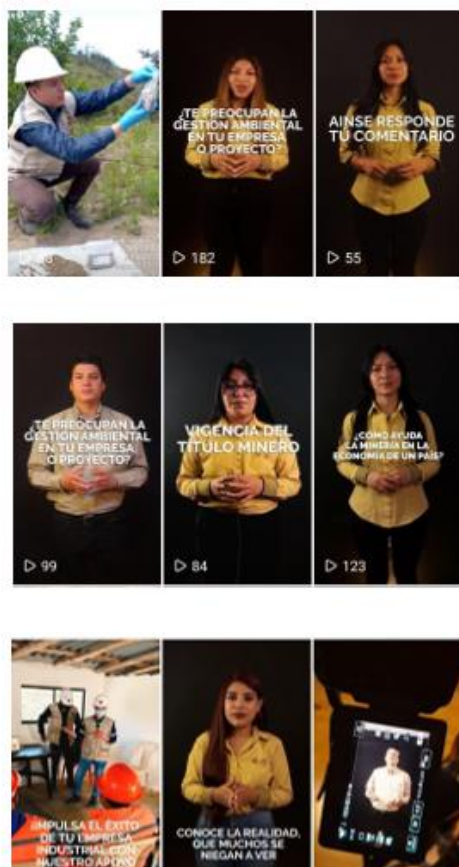 ¿TE PREOCUPAN LA
GESTIÓN AMBIENTAL
EN TU EMPRESA
O PROYECTO?
AINSE RESPONDE
TU COMENTARIO
182
55
¿TE PREOCUPAN LA
GESTIÓN AMBIENTAL
EN TU EMPRESA
O PROYECTO?
VIGENCIA DEL
TÍTULO MINERO
¿CÓMO AYUDA
LA MINERÍA EN LA
ECONOMÍA DE UN PAÍS?
99
84
123
IMPULSA EL ÉXITO
DE TU EMPRESA
INDUSTRIAL CON
NUESTRO APOYO
CONOCE LA REALIDAD,
QUE MUCHOS SE
NIEGAN A VER